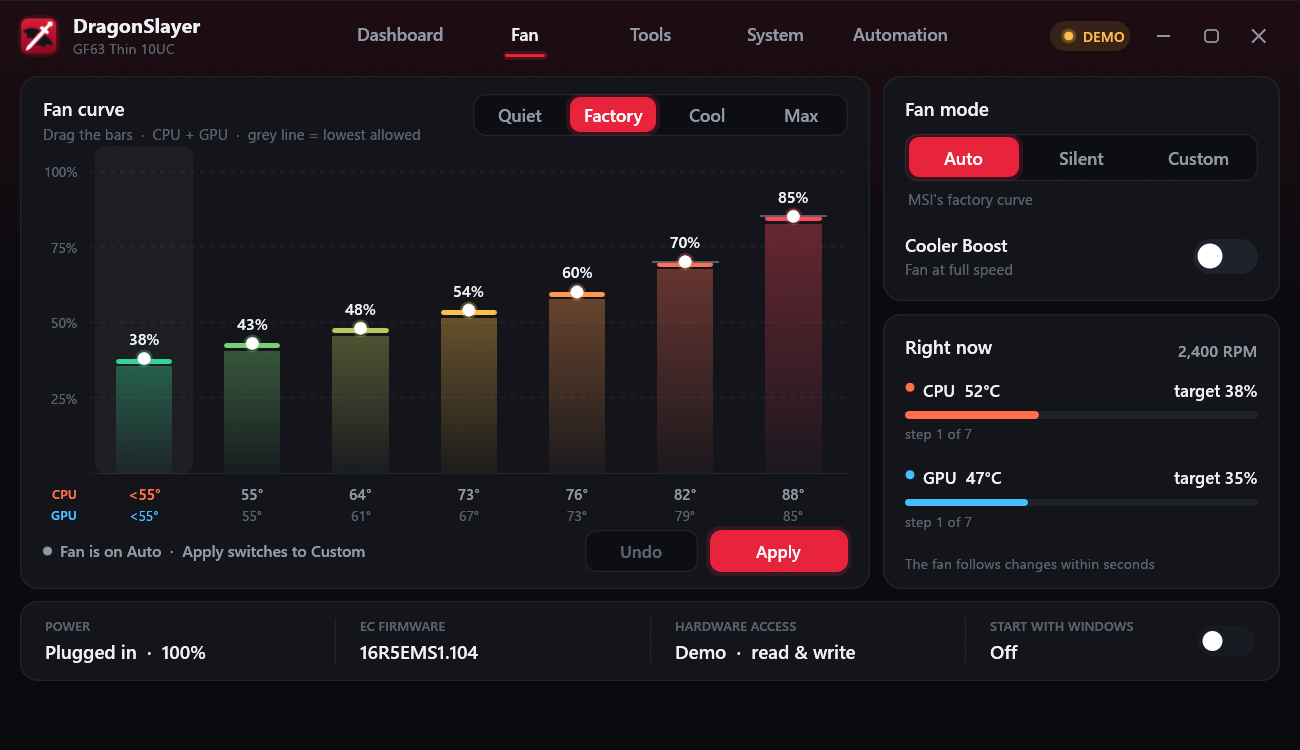 DragonSlayer
GF63 Thin 10UC
Dashboard
Fan
Tools
System
Automation
DEMO
Fan curve
Drag the bars · CPU + GPU · grey line = lowest allowed
Quiet
Factory
Cool
Max
100%
75%
50%
25%
38%
43%
48%
54%
60%
70%
85%
CPU <55° 55° 64° 73° 76° 82° 88°
GPU <55° 55° 61° 67° 73° 79° 85°
Fan is on Auto · Apply switches to Custom
Undo
Apply
Fan mode
Auto
Silent
Custom
MSI's factory curve
Cooler Boost
Fan at full speed
Right now
2,400 RPM
CPU 52°C
target 38%
step 1 of 7
GPU 47°C
target 35%
step 1 of 7
The fan follows changes within seconds
POWER
Plugged in · 100%
EC FIRMWARE
16R5EMS1.104
HARDWARE ACCESS
Demo · read & write
START WITH WINDOWS
Off